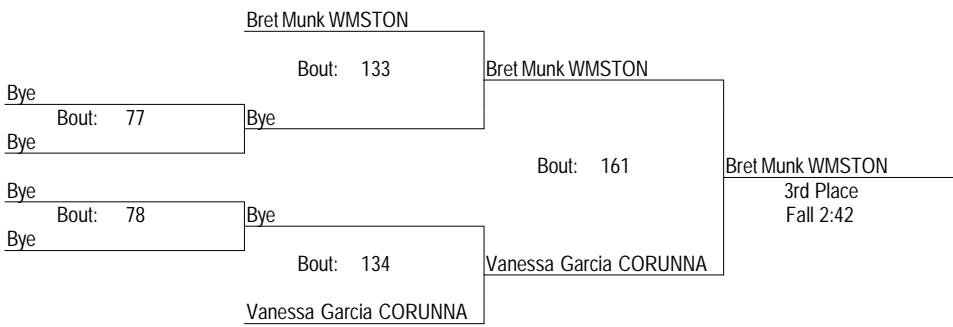 Bret Munk WMSTON
Bout: 133
Bret Munk WMSTON
Bye
Bout: 77
Bye
Bye
Bout: 161
Bret Munk WMSTON
3rd Place
Fall 2:42
Bye
Bout: 78
Bye
Bye
Bout: 134
Vanessa Garcia CORUNNA
Vanessa Garcia CORUNNA